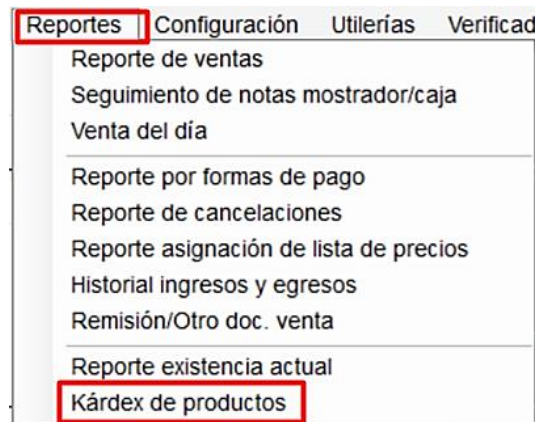 Reportes Configuración Utilerías Verificad
Reporte de ventas
Seguimiento de notas mostrador/caja
Venta del día
Reporte por formas de pago
Reporte de cancelaciones
Reporte asignación de lista de precios
Historial ingresos y egresos
Remisión/Otro doc. venta
Reporte existencia actual
Kárdex de productos